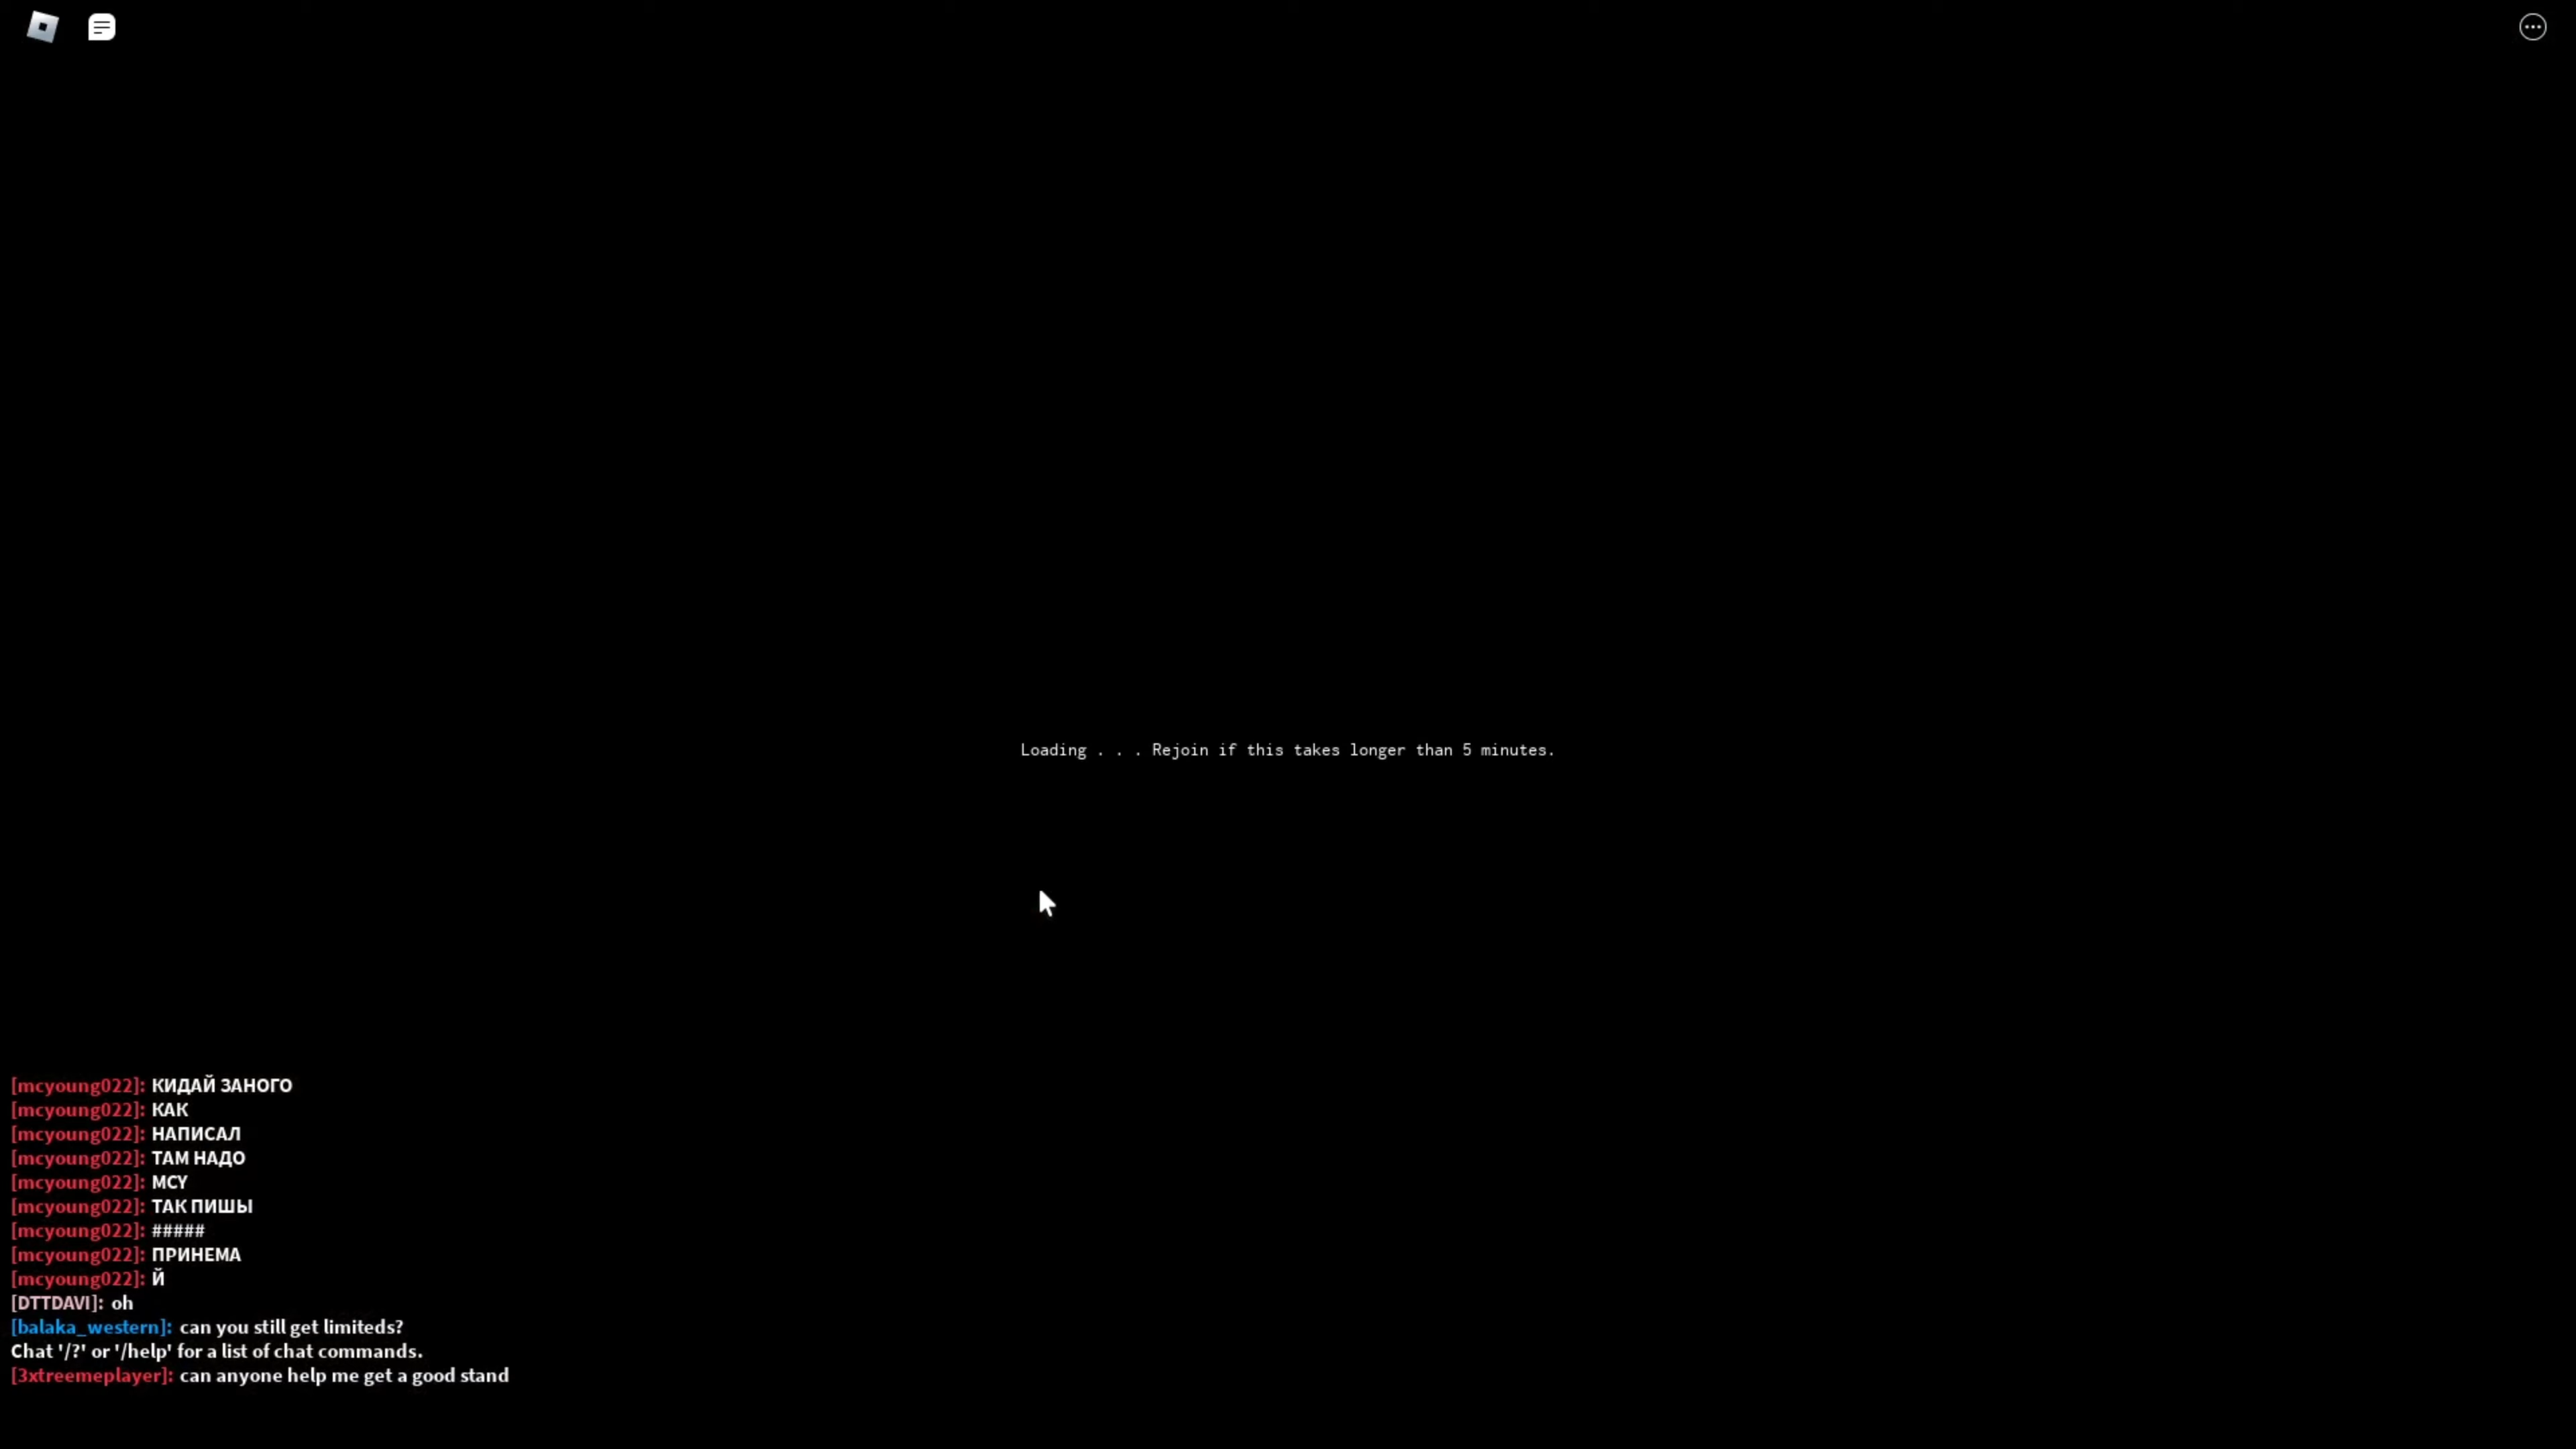 Loading . . . Rejoin if this takes longer than 5 minutes.
[mcyoung022]: КИДАЙ ЗАНОГО
[mcyoung022]: КАК
[mcyoung022]: НАПИСАЛ
[mcyoung022]: ТАМ НАДО
[mcyoung022]: MCY
[mcyoung022]: ТАК ПИШЫ
[mcyoung022]: #####
[mcyoung022]: ПРИНЕМА
[mcyoung022]: Й
[DTTDAVI]: oh
[balaka_western]: can you still get limiteds?
Chat '/?' or '/help' for a list of chat commands.
[3xtreemeplayer]: can anyone help me get a good stand